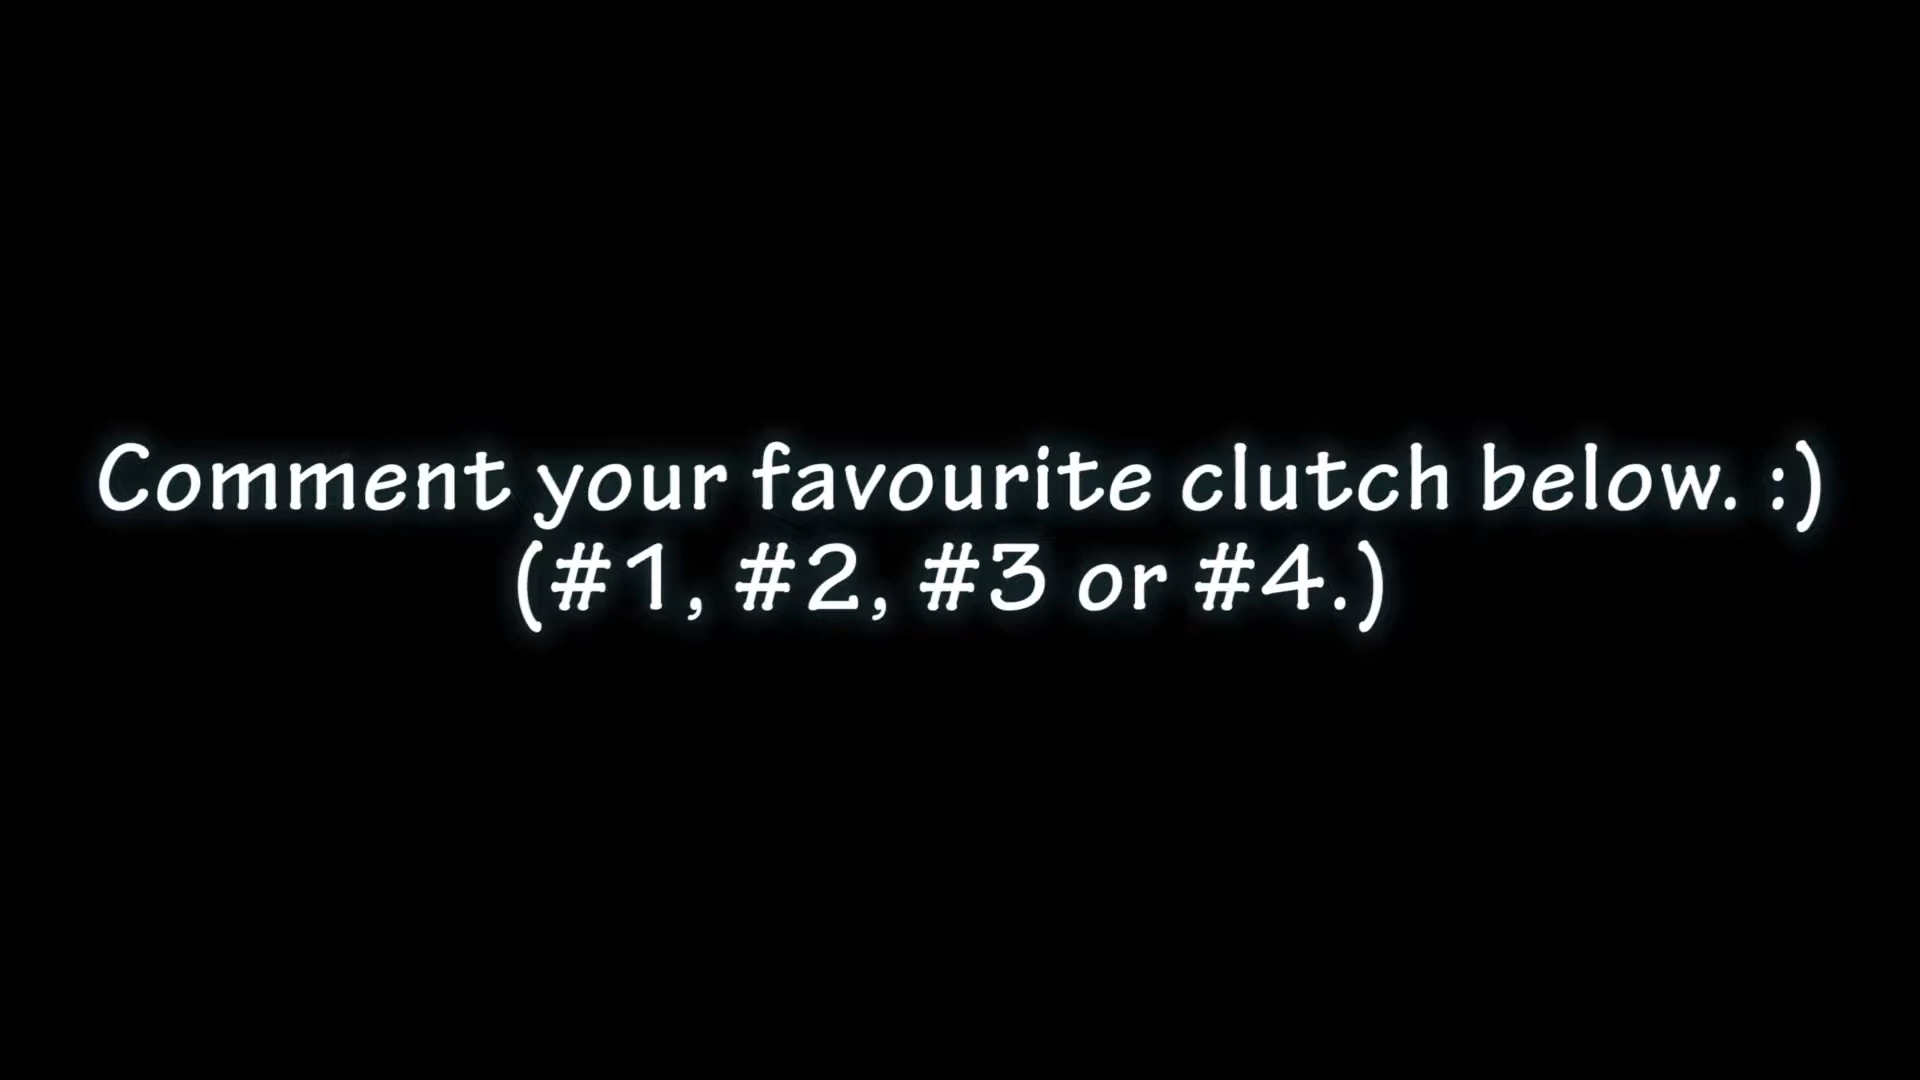 Comment your favourite clutch below. :)
(#1, #2, #3 or #4.)